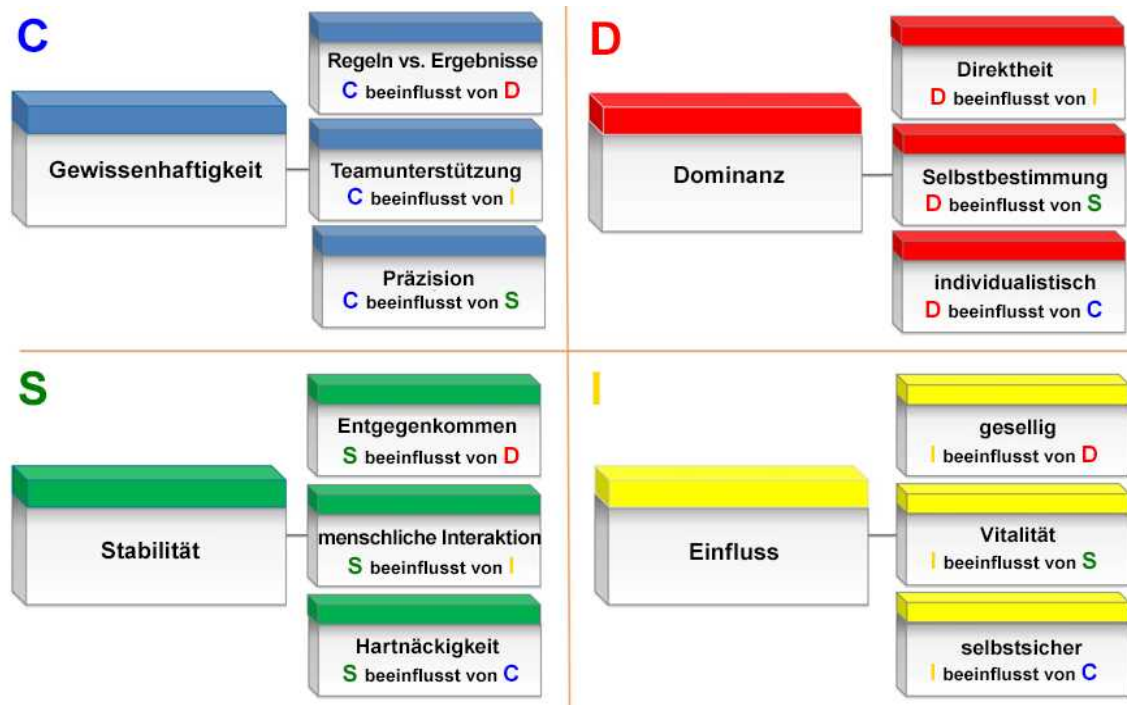 C
Gewissenhaftigkeit
Regeln vs. Ergebnisse
C beeinflusst von D
Teamunterstützung
C beeinflusst von I
Präzision
C beeinflusst von S
D
Dominanz
Direktheit
D beeinflusst von I
Selbstbestimmung
D beeinflusst von S
individualistisch
D beeinflusst von C
S
Stabilität
Entgegenkommen
S beeinflusst von D
menschliche Interaktion
S beeinflusst von I
Hartnäckigkeit
S beeinflusst von C
I
Einfluss
gesellig
I beeinflusst von D
Vitalität
I beeinflusst von S
selbstsicher
I beeinflusst von C